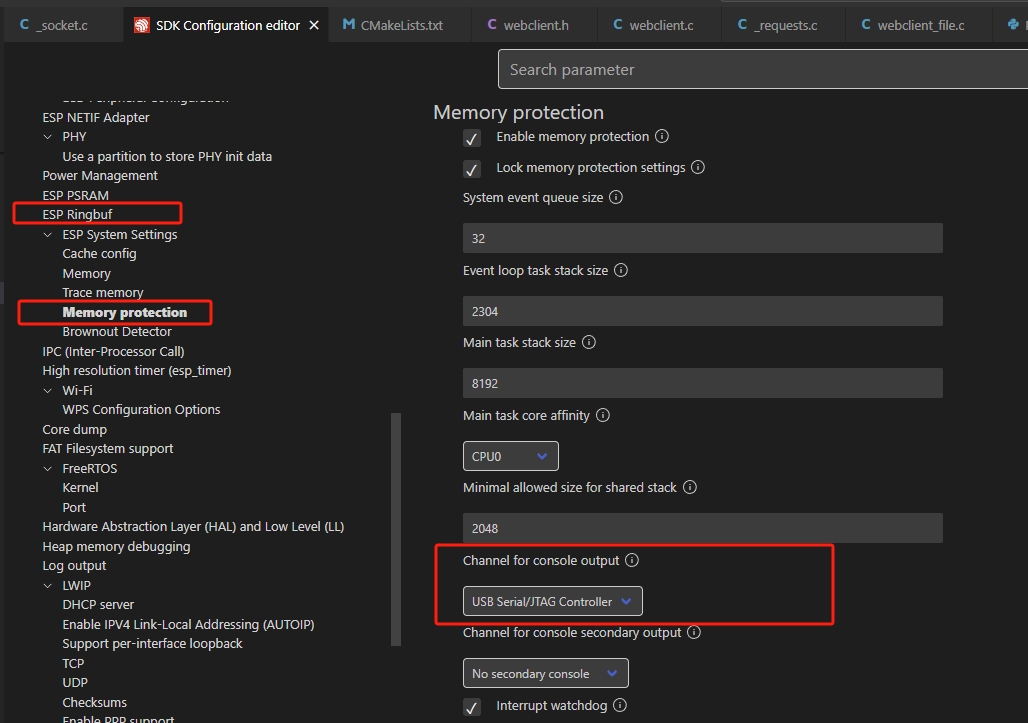 _socket.c
SDK Configuration editor
CMakeLists.txt
webclient.h
webclient.c
_requests.c
webclient_file.c
Search parameter
ESP NETIF Adapter
PHY
Use a partition to store PHY init data
Power Management
ESP PSRAM
ESP Ringbuf
ESP System Settings
Cache config
Memory
Trace memory
Memory protection
Brownout Detector
IPC (Inter-Processor Call)
High resolution timer (esp_timer)
Wi-Fi
WPS Configuration Options
Core dump
FAT Filesystem support
FreeRTOS
Kernel
Port
Hardware Abstraction Layer (HAL) and Low Level (LL)
Heap memory debugging
Log output
LWIP
DHCP server
Enable IPV4 Link-Local Addressing (AUTOIP)
Support per-interface loopback
TCP
UDP
Checksums
Enable PPP support
Memory protection
Enable memory protection
Lock memory protection settings
System event queue size
32
Event loop task stack size
2304
Main task stack size
8192
Main task core affinity
CPU0
Minimal allowed size for shared stack
2048
Channel for console output
USB Serial/JTAG Controller
Channel for console secondary output
No secondary console
Interrupt watchdog